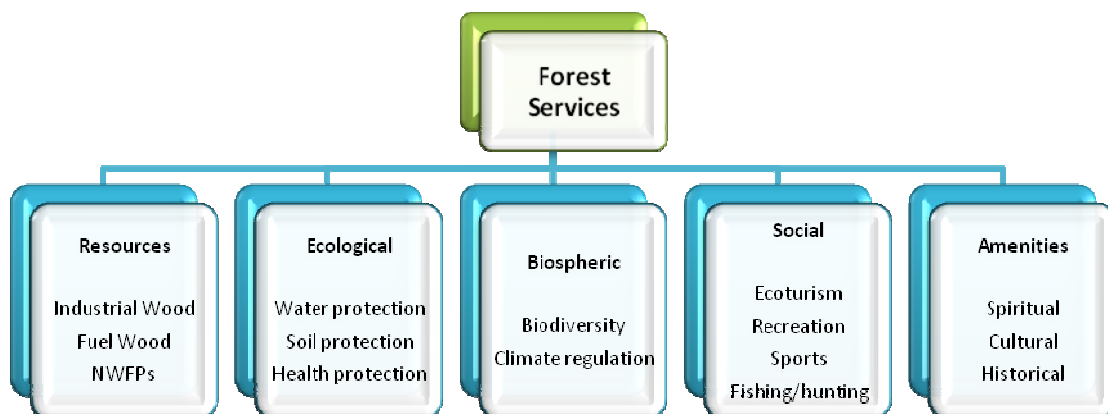 Forest
Services
Resources
Industrial Wood
Fuel Wood
NWFPs
Ecological
Water protection
Soil protection
Health protection
Biospheric
Biodiversity
Climate regulation
Social
Ecoturism
Recreation
Sports
Fishing/hunting
Amenities
Spiritual
Cultural
Historical